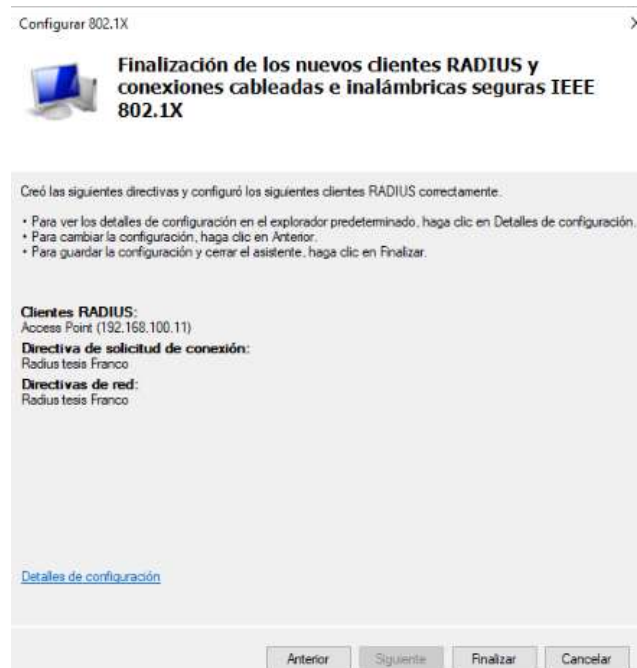 Configurar 802.1X
Finalización de los nuevos clientes RADIUS y
conexiones cableadas e inalámbricas seguras IEEE
802.1X
Creó las siguientes directivas y configuró los siguientes clientes RADIUS correctamente.
• Para ver los detalles de configuración en el explorador predeterminado, haga clic en Detalles de configuración.
• Para cambiar la configuración, haga clic en Anterior.
• Para guardar la configuración y cerrar el asistente, haga clic en Finalizar.
Clientes RADIUS:
Access Point (192.168.100.11)
Directiva de solicitud de conexión:
Radius tesis Franco
Directivas de red:
Radius tesis Franco
Detalles de configuración
Anterior Siguiente Finalizar Cancelar